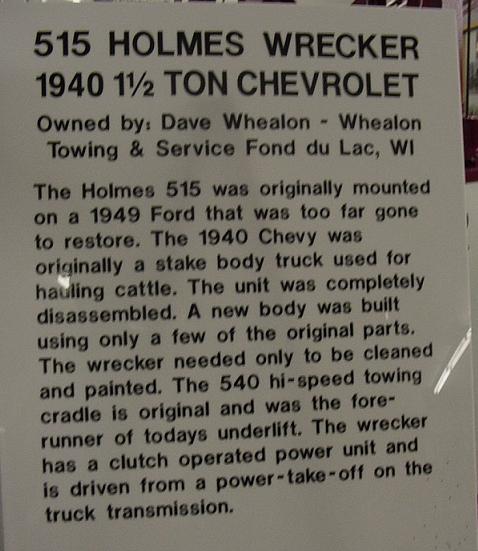 515 HOLMES WRECKER
1940 1½ TON CHEVROLET
Owned by: Dave Whealon - Whealon
Towing & Service Fond du Lac, WI
The Holmes 515 was originally mounted
on a 1949 Ford that was too far gone
to restore. The 1940 Chevy was
originally a stake body truck used for
hauling cattle. The unit was completely
disassembled. A new body was built
using only a few of the original parts.
The wrecker needed only to be cleaned
and painted. The 540 hi-speed towing
cradle is original and was the fore-
runner of todays underlift. The wrecker
has a clutch operated power unit and
is driven from a power-take-off on the
truck transmission.